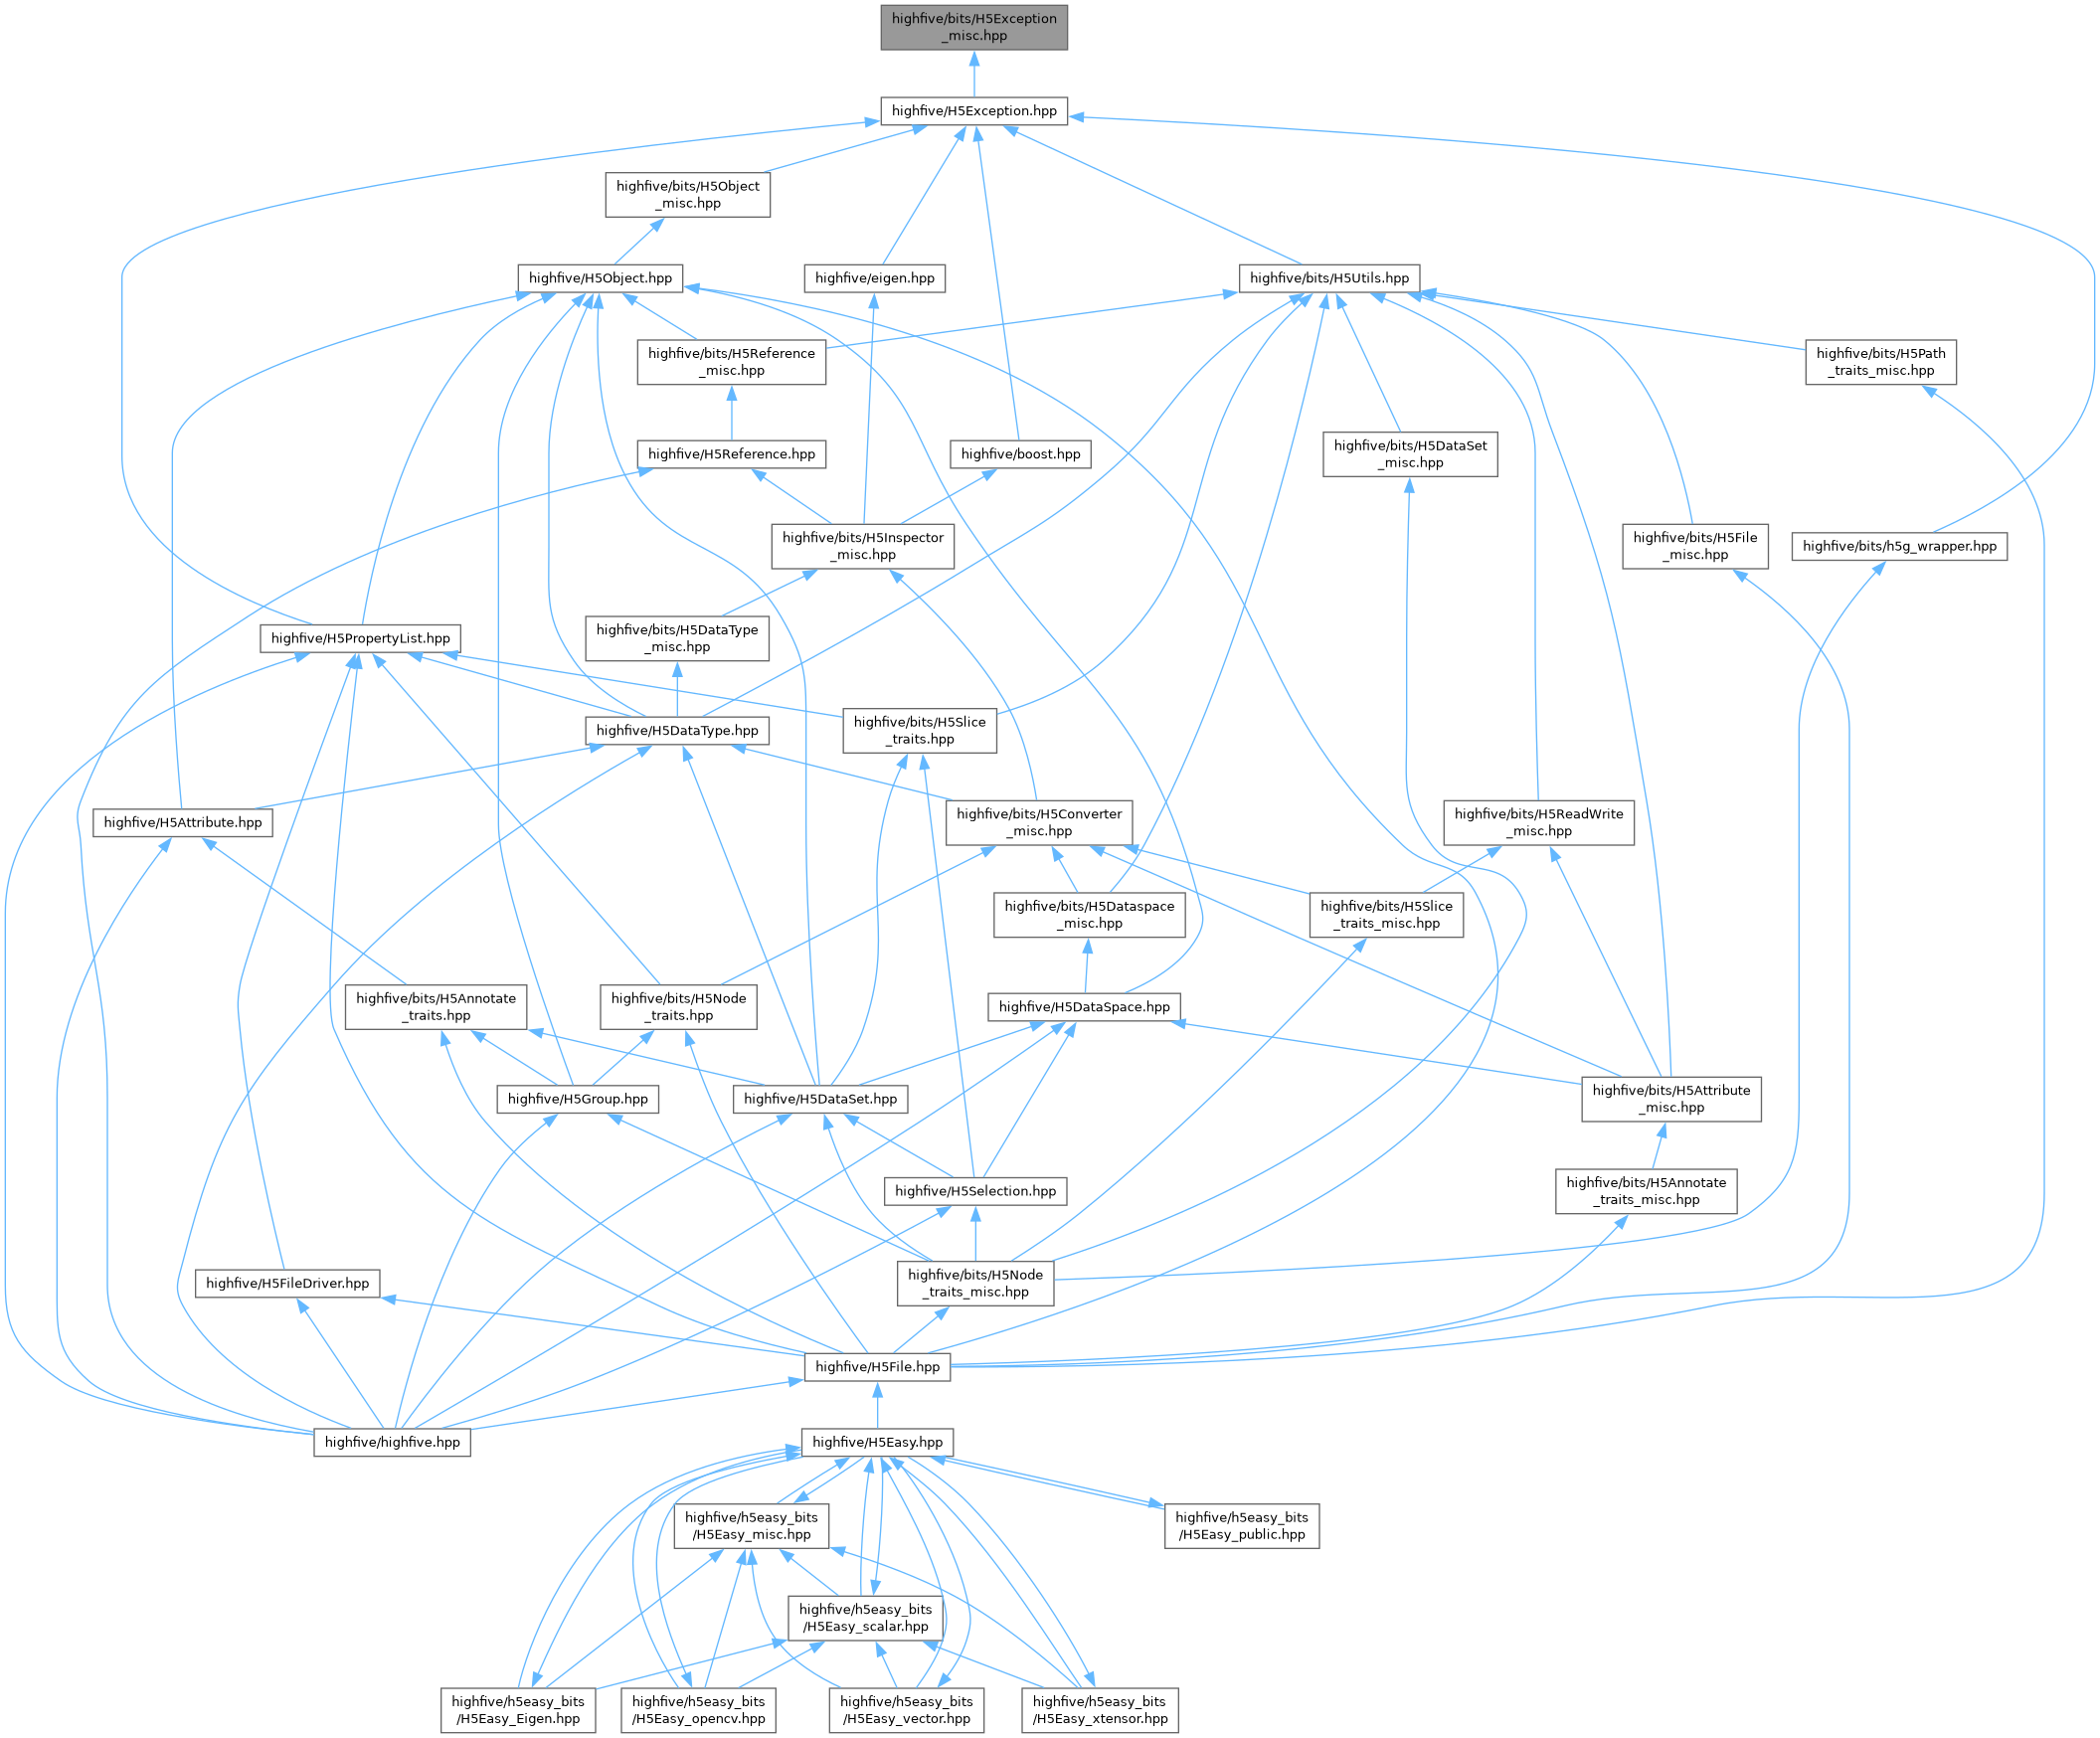 highfive/bits/H5Exception
_misc.hpp
highfive/H5Exception.hpp
highfive/bits/H5Object
_misc.hpp
highfive/H5Object.hpp
highfive/eigen.hpp
highfive/bits/H5Utils.hpp
highfive/bits/H5Reference
_misc.hpp
highfive/bits/H5Path
_traits_misc.hpp
highfive/H5Reference.hpp
highfive/boost.hpp
highfive/bits/H5DataSet
_misc.hpp
highfive/bits/H5Inspector
_misc.hpp
highfive/bits/H5File
_misc.hpp
highfive/bits/h5g_wrapper.hpp
highfive/H5PropertyList.hpp
highfive/bits/H5DataType
_misc.hpp
highfive/H5DataType.hpp
highfive/bits/H5Slice
_traits.hpp
highfive/H5Attribute.hpp
highfive/bits/H5Converter
_misc.hpp
highfive/bits/H5ReadWrite
_misc.hpp
highfive/bits/H5Dataspace
_misc.hpp
highfive/bits/H5Slice
_traits_misc.hpp
highfive/bits/H5Annotate
_traits.hpp
highfive/bits/H5Node
_traits.hpp
highfive/H5DataSpace.hpp
highfive/H5Group.hpp
highfive/H5DataSet.hpp
highfive/bits/H5Attribute
_misc.hpp
highfive/H5Selection.hpp
highfive/bits/H5Annotate
_traits_misc.hpp
highfive/H5FileDriver.hpp
highfive/bits/H5Node
_traits_misc.hpp
highfive/H5File.hpp
highfive/highfive.hpp
highfive/H5Easy.hpp
highfive/h5easy_bits
/H5Easy_misc.hpp
highfive/h5easy_bits
/H5Easy_public.hpp
highfive/h5easy_bits
/H5Easy_scalar.hpp
highfive/h5easy_bits
/H5Easy_Eigen.hpp
highfive/h5easy_bits
/H5Easy_opencv.hpp
highfive/h5easy_bits
/H5Easy_vector.hpp
highfive/h5easy_bits
/H5Easy_xtensor.hpp